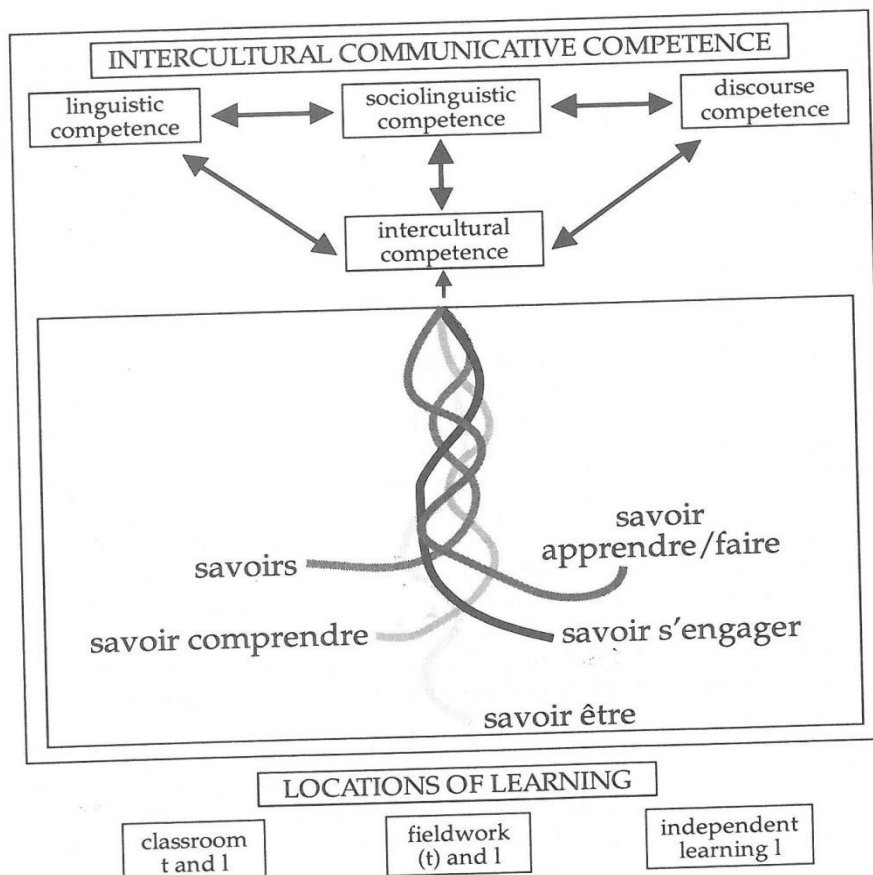 INTERCULTURAL COMMUNICATIVE COMPETENCE
linguistic
competence
sociolinguistic
competence
discourse
competence
intercultural
competence
savoirs
savoir
apprendre/faire
savoir comprendre
savoir s'engager
savoir être
LOCATIONS OF LEARNING
classroom
t and l
fieldwork
(t) and l
independent
learning l